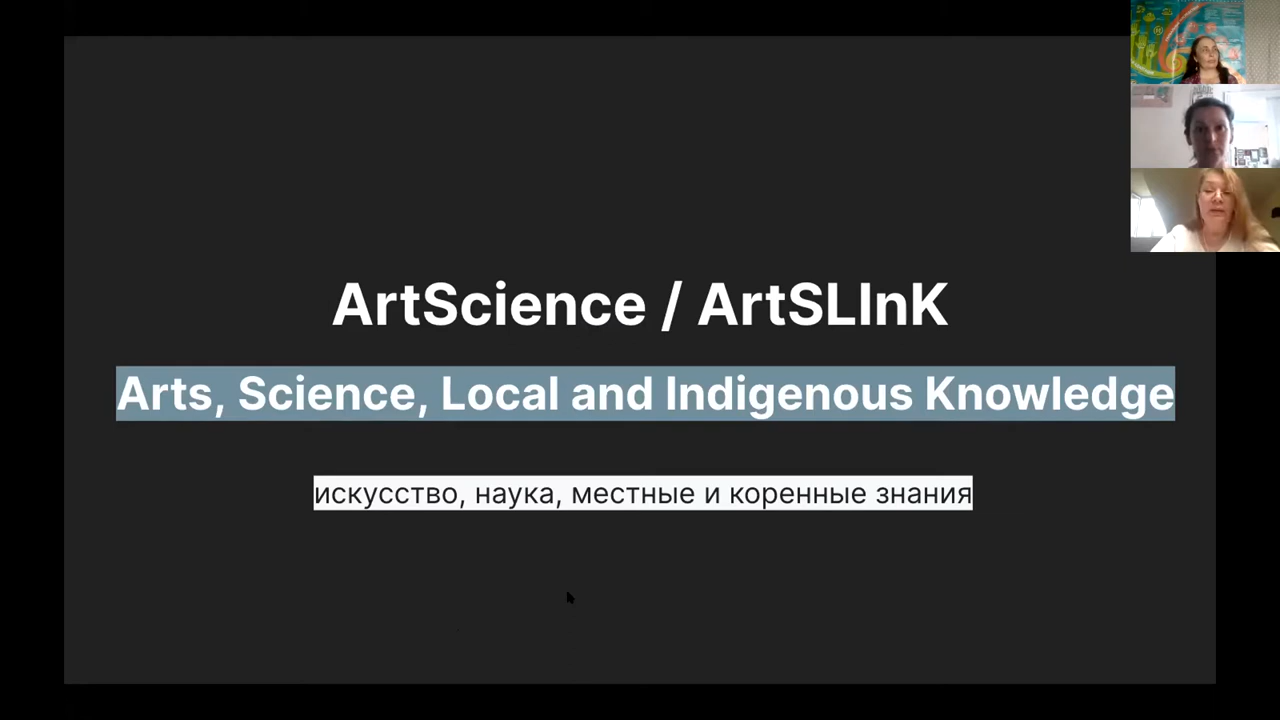 ArtScience / ArtSLInK
Arts, Science, Local and Indigenous Knowledge
искусство, наука, местные и коренные знания